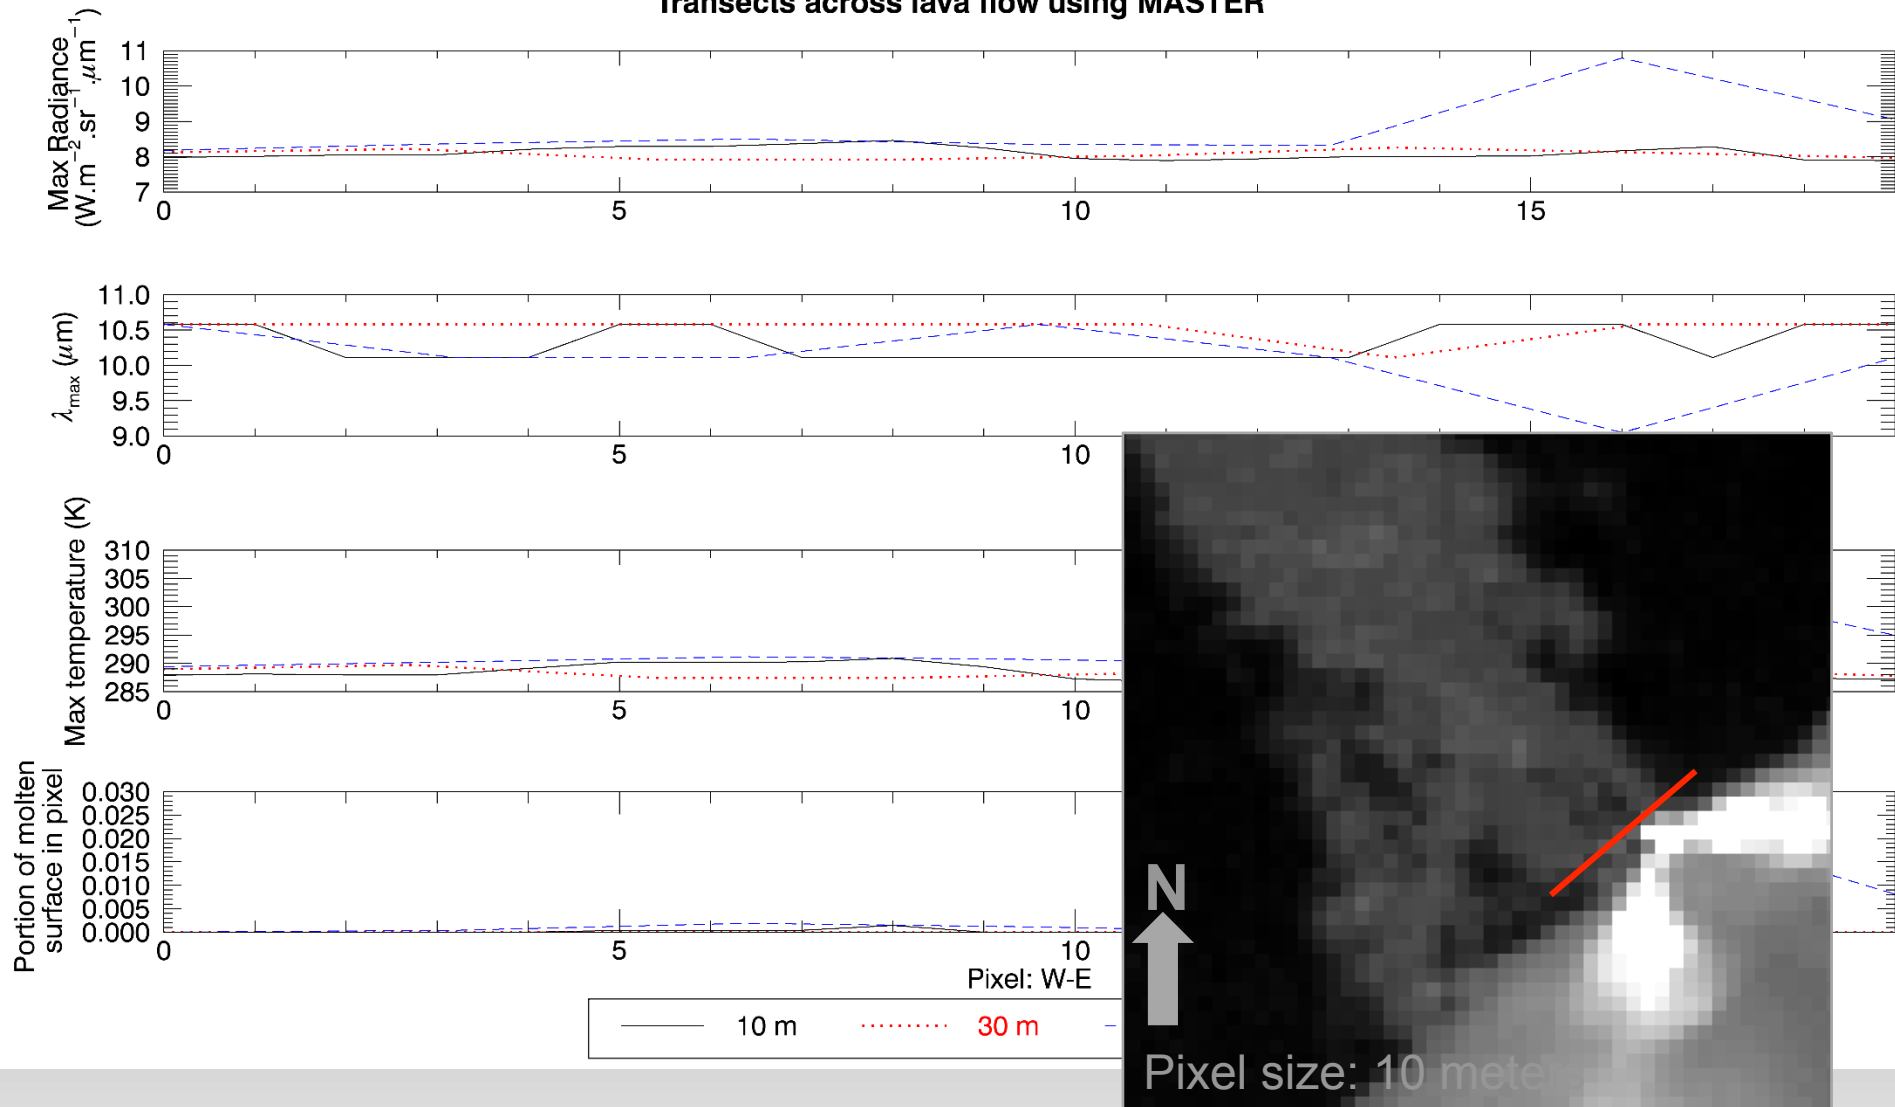 Transects across lava flow using MASTER
Max Radiance
(W.m⁻².sr⁻¹.μm⁻¹)
11
10
9
8
7
0 5 10 15
λmax (μm)
11.0
10.5
10.0
9.5
9.0
0 5 10
Max temperature (K)
310
305
300
295
290
285
0 5 10
Portion of molten
surface in pixel
0.030
0.025
0.020
0.015
0.010
0.005
0.000
0 5 10
Pixel: W-E
10 m 30 m
N
Pixel size: 10 meters